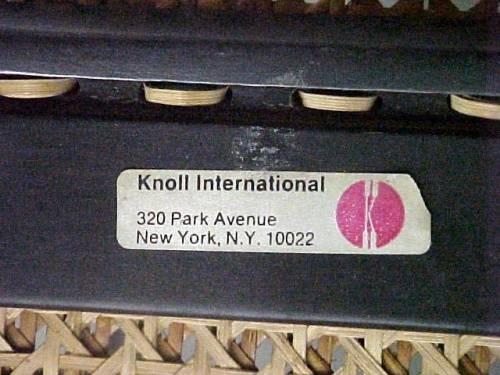 Knoll International
320 Park Avenue
New York, N.Y. 10022